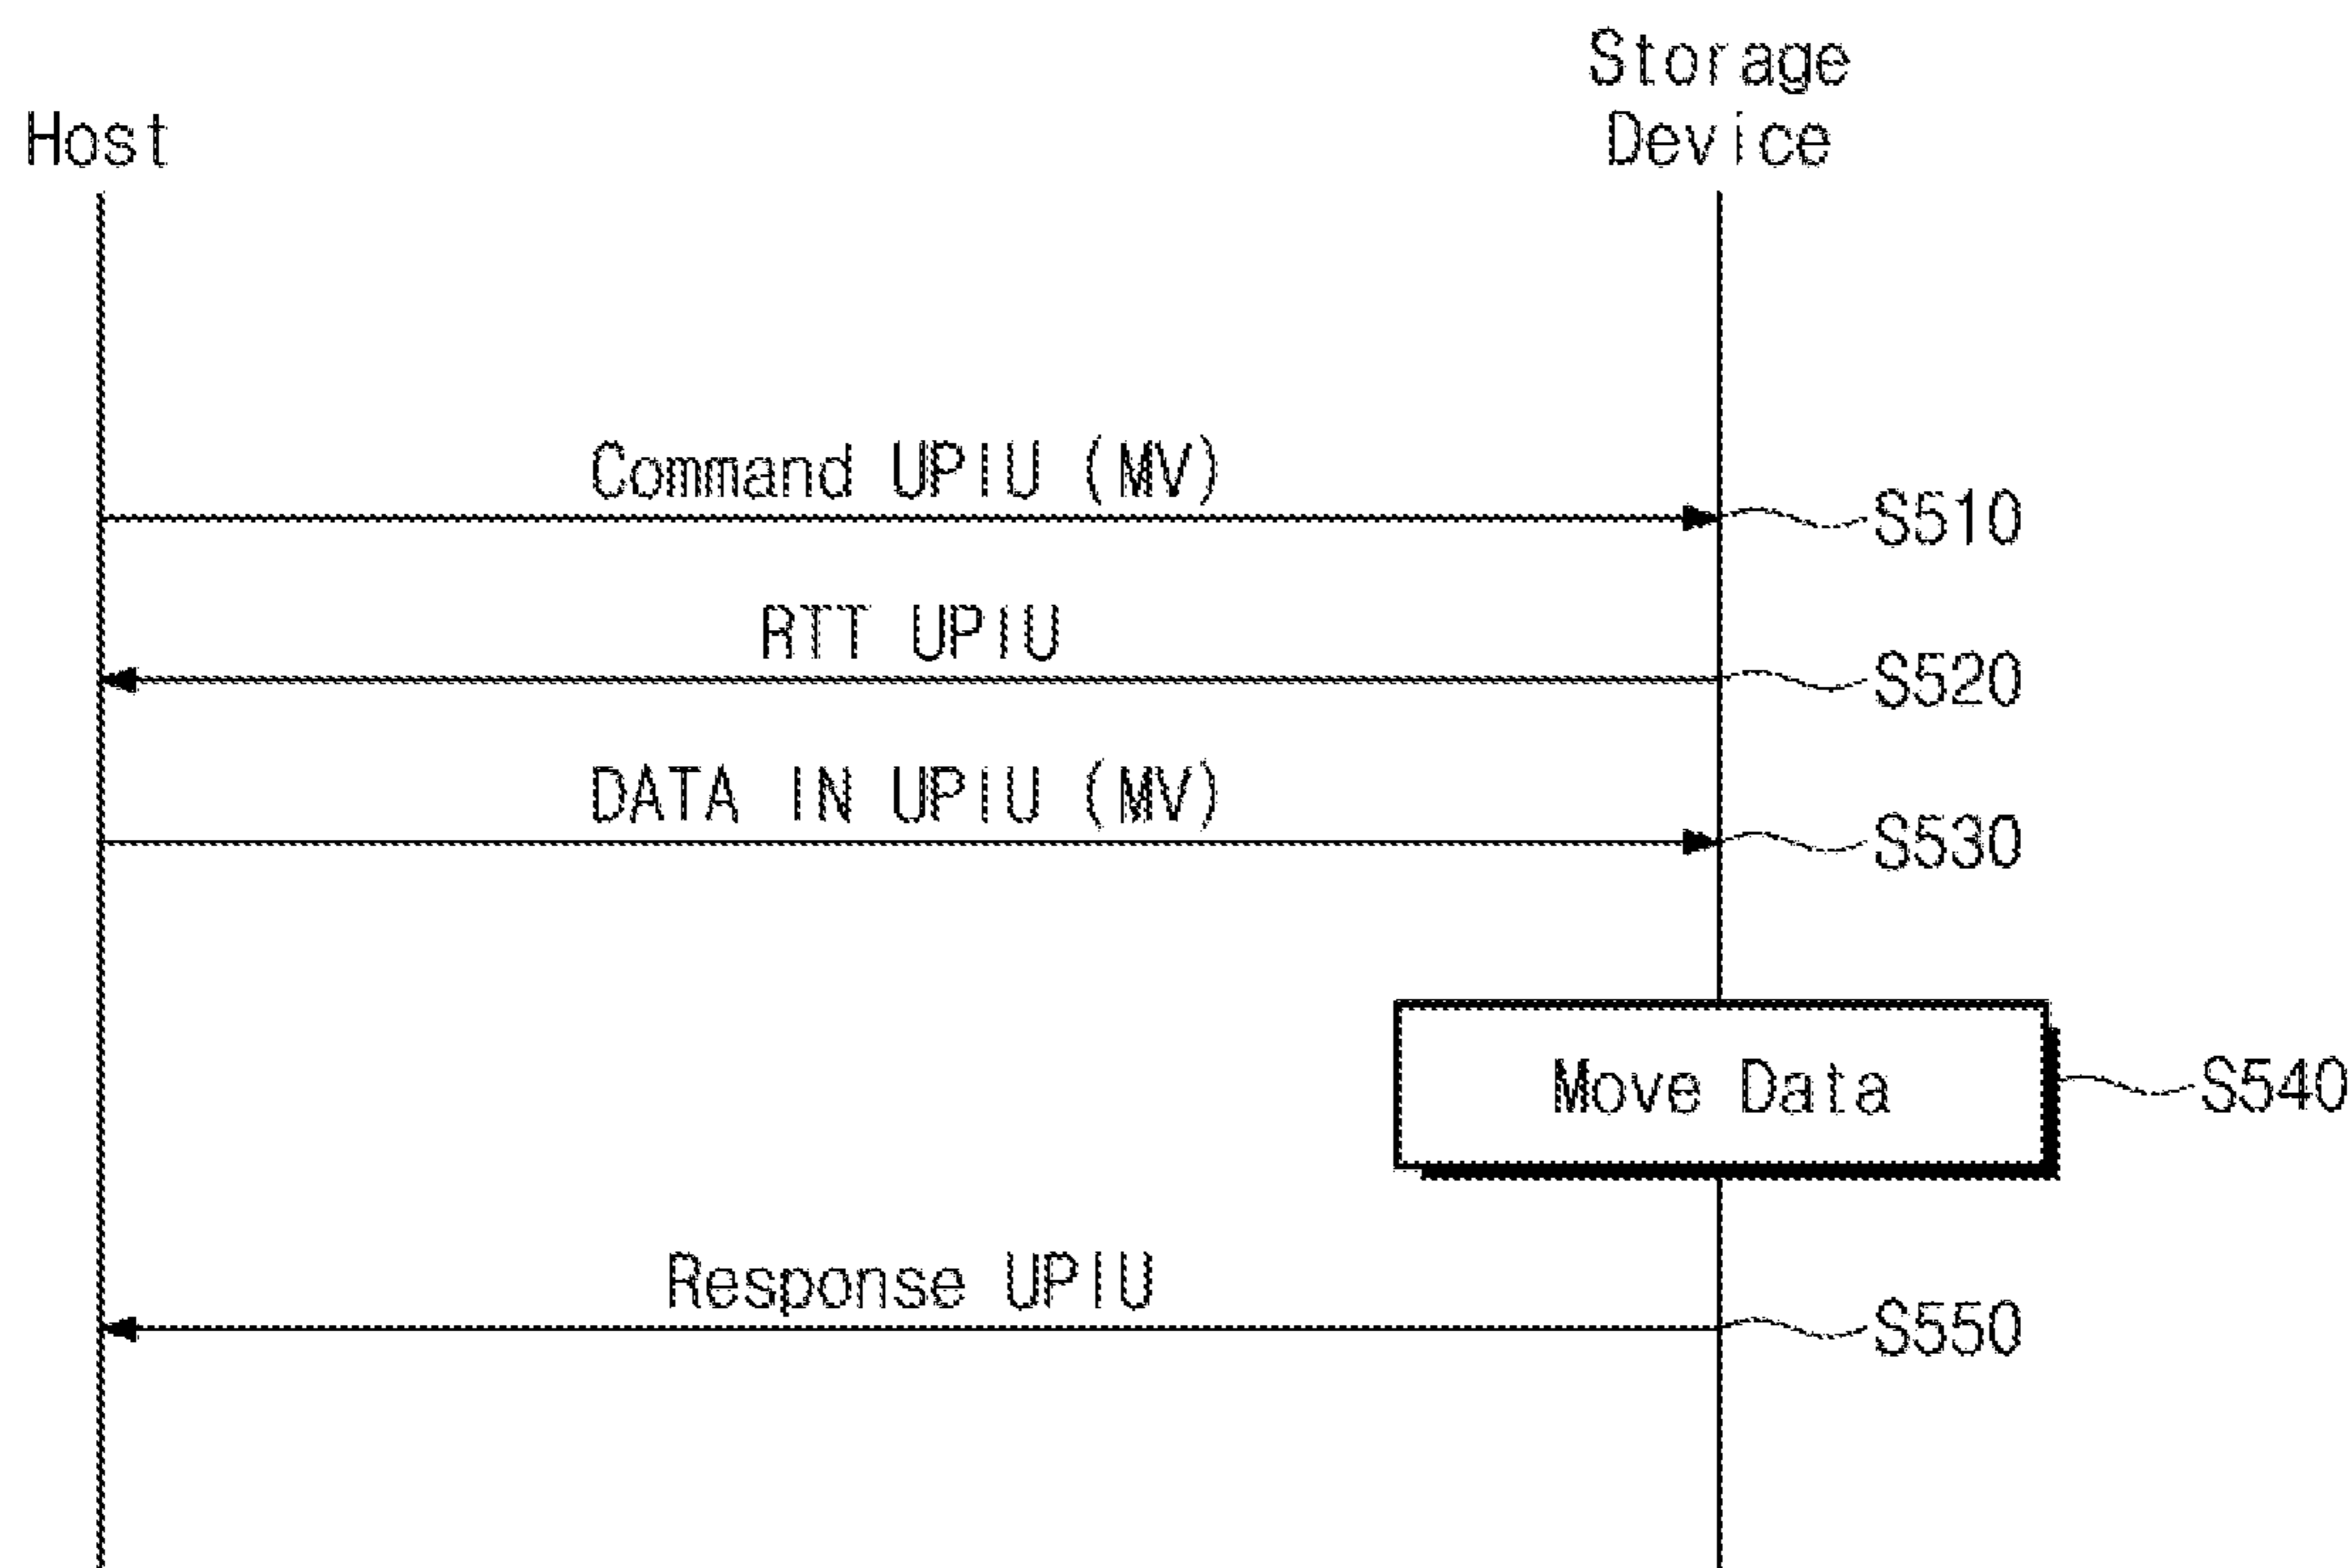 Host
Storage
Device
Command UPIU (MV)
S510
RTT UPIU
S520
DATA IN UPIU (MV)
S530
Move Data
S540
Response UPIU
S550